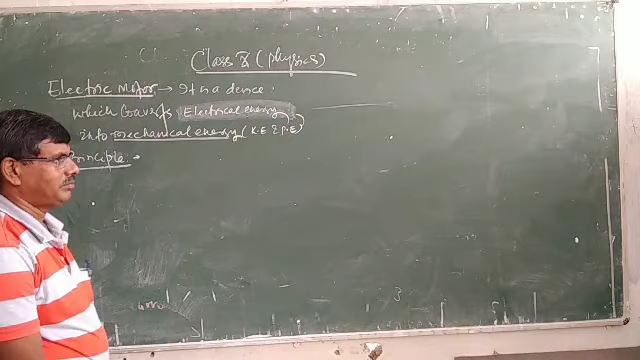 Class X (Physics)
Electric Motor → It is a device
which converts Electrical energy
into mechanical energy (K.E & P.E)
Principle →